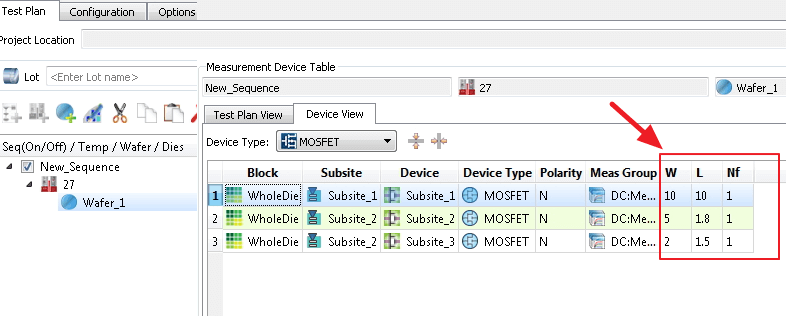 Test Plan Configuration Options
Project Location
Lot <Enter Lot name>
Measurement Device Table
New_Sequence 27 Wafer_1
Test Plan View Device View
Device Type: MOSFET
Seq(On/Off) / Temp / Wafer / Dies
New_Sequence
27
Wafer_1
Block Subsite Device Device Type Polarity Meas Group W L Nf
1 WholeDie Subsite_1 Subsite_1 MOSFET N DC:Me... 10 10 1
2 WholeDie Subsite_2 Subsite_2 MOSFET N DC:Me... 5 1.8 1
3 WholeDie Subsite_2 Subsite_3 MOSFET N DC:Me... 2 1.5 1